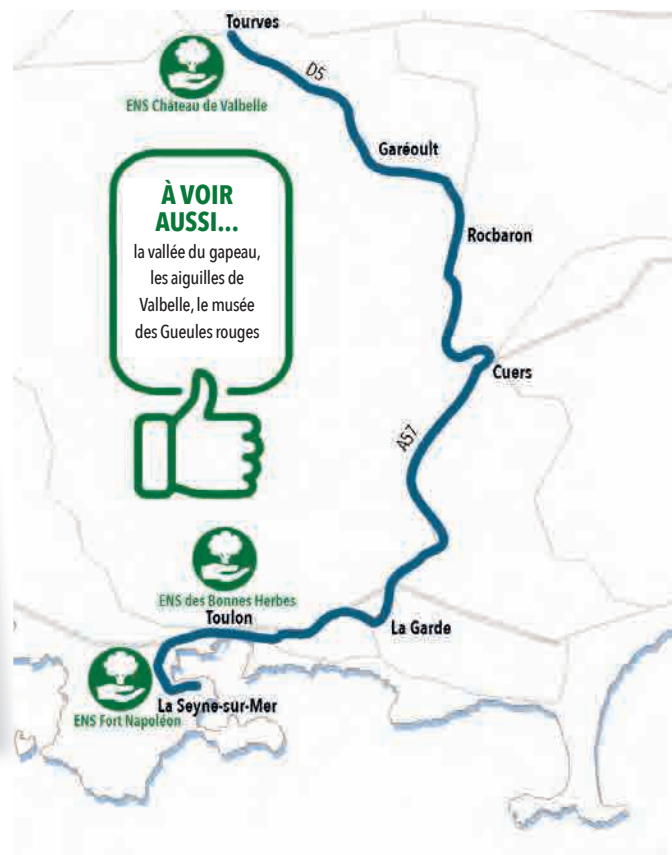 Tourves
ENS Château de Valbelle
D5
Garéoult
À VOIR
AUSSI...
la vallée du gapeau,
les aiguilles de
Valbelle, le musée
des Gueules rouges
Rocbaron
Cuers
A57
ENS des Bonnes Herbes
Toulon
La Garde
La Seyne-sur-Mer
ENS Fort Napoléon